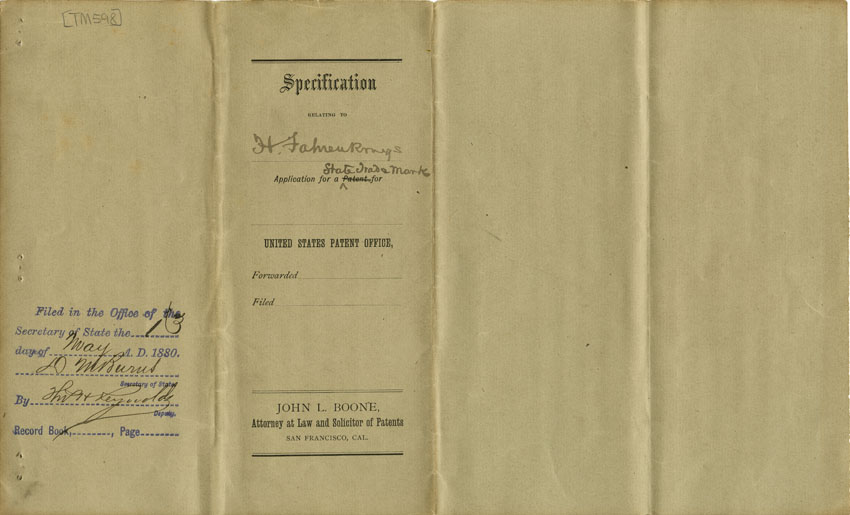 [TM598]
Specification
RELATING TO
H. Fahrenkrugs
State Trade Mark
Application for a Patent for
UNITED STATES PATENT OFFICE,
Forwarded
Filed
JOHN L. BOONE,
Attorney at Law and Solicitor of Patents
SAN FRANCISCO, CAL.
Filed in the Office of the
Secretary of State the 13
day of May A. D. 1880.
D M Burns
Secretary of State
By Thos H Reynolds
Deputy.
Record Book, , Page